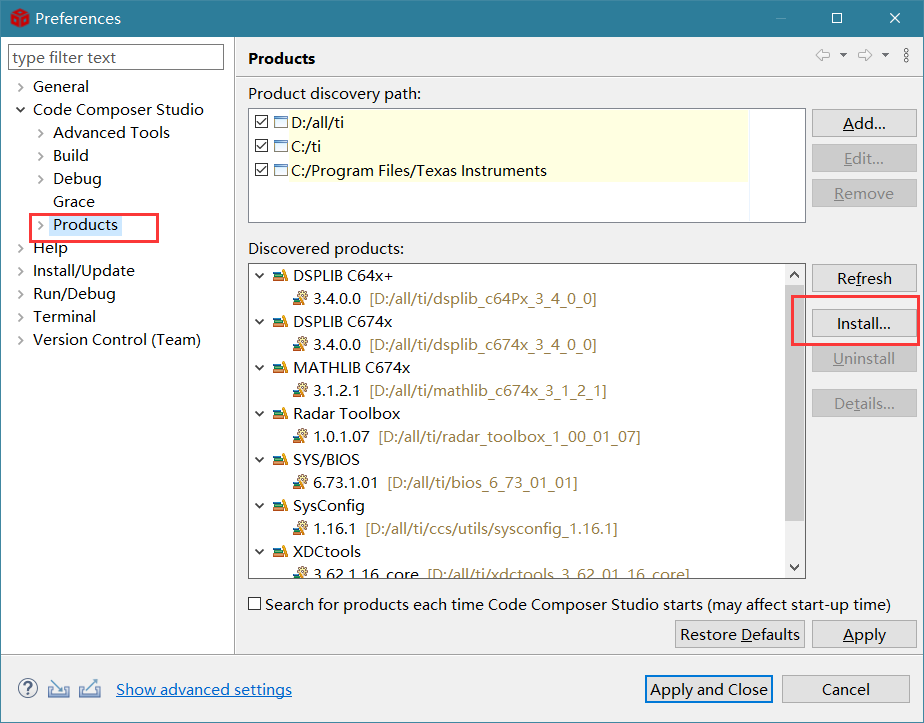 Preferences
type filter text
General
Code Composer Studio
Advanced Tools
Build
Debug
Grace
Products
Help
Install/Update
Run/Debug
Terminal
Version Control (Team)
Products
Product discovery path:
D:/all/ti
C:/ti
C:/Program Files/Texas Instruments
Add...
Edit...
Remove
Discovered products:
DSPLIB C64x+
3.4.0.0 [D:/all/ti/dsplib_c64Px_3_4_0_0]
DSPLIB C674x
3.4.0.0 [D:/all/ti/dsplib_c674x_3_4_0_0]
MATHLIB C674x
3.1.2.1 [D:/all/ti/mathlib_c674x_3_1_2_1]
Radar Toolbox
1.0.1.07 [D:/all/ti/radar_toolbox_1_00_01_07]
SYS/BIOS
6.73.1.01 [D:/all/ti/bios_6_73_01_01]
SysConfig
1.16.1 [D:/all/ti/ccs/utils/sysconfig_1.16.1]
XDCtools
3.62.1.16_core [D:/all/ti/xdctools_3_62_01_16_core]
Refresh
Install...
Uninstall
Details...
Search for products each time Code Composer Studio starts (may affect start-up time)
Restore Defaults
Apply
Show advanced settings
Apply and Close
Cancel